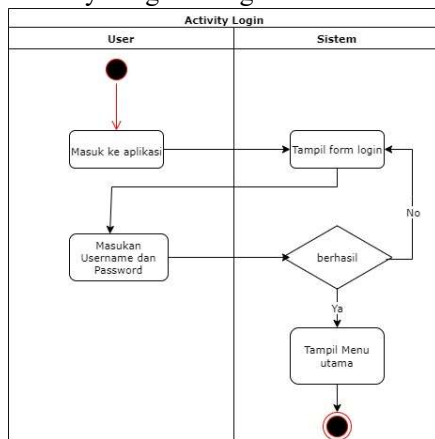 Activity Login
User
Sistem
Masuk ke aplikasi
Tampil form login
No
Masukan
Username dan
Password
berhasil
Ya
Tampil Menu
utama